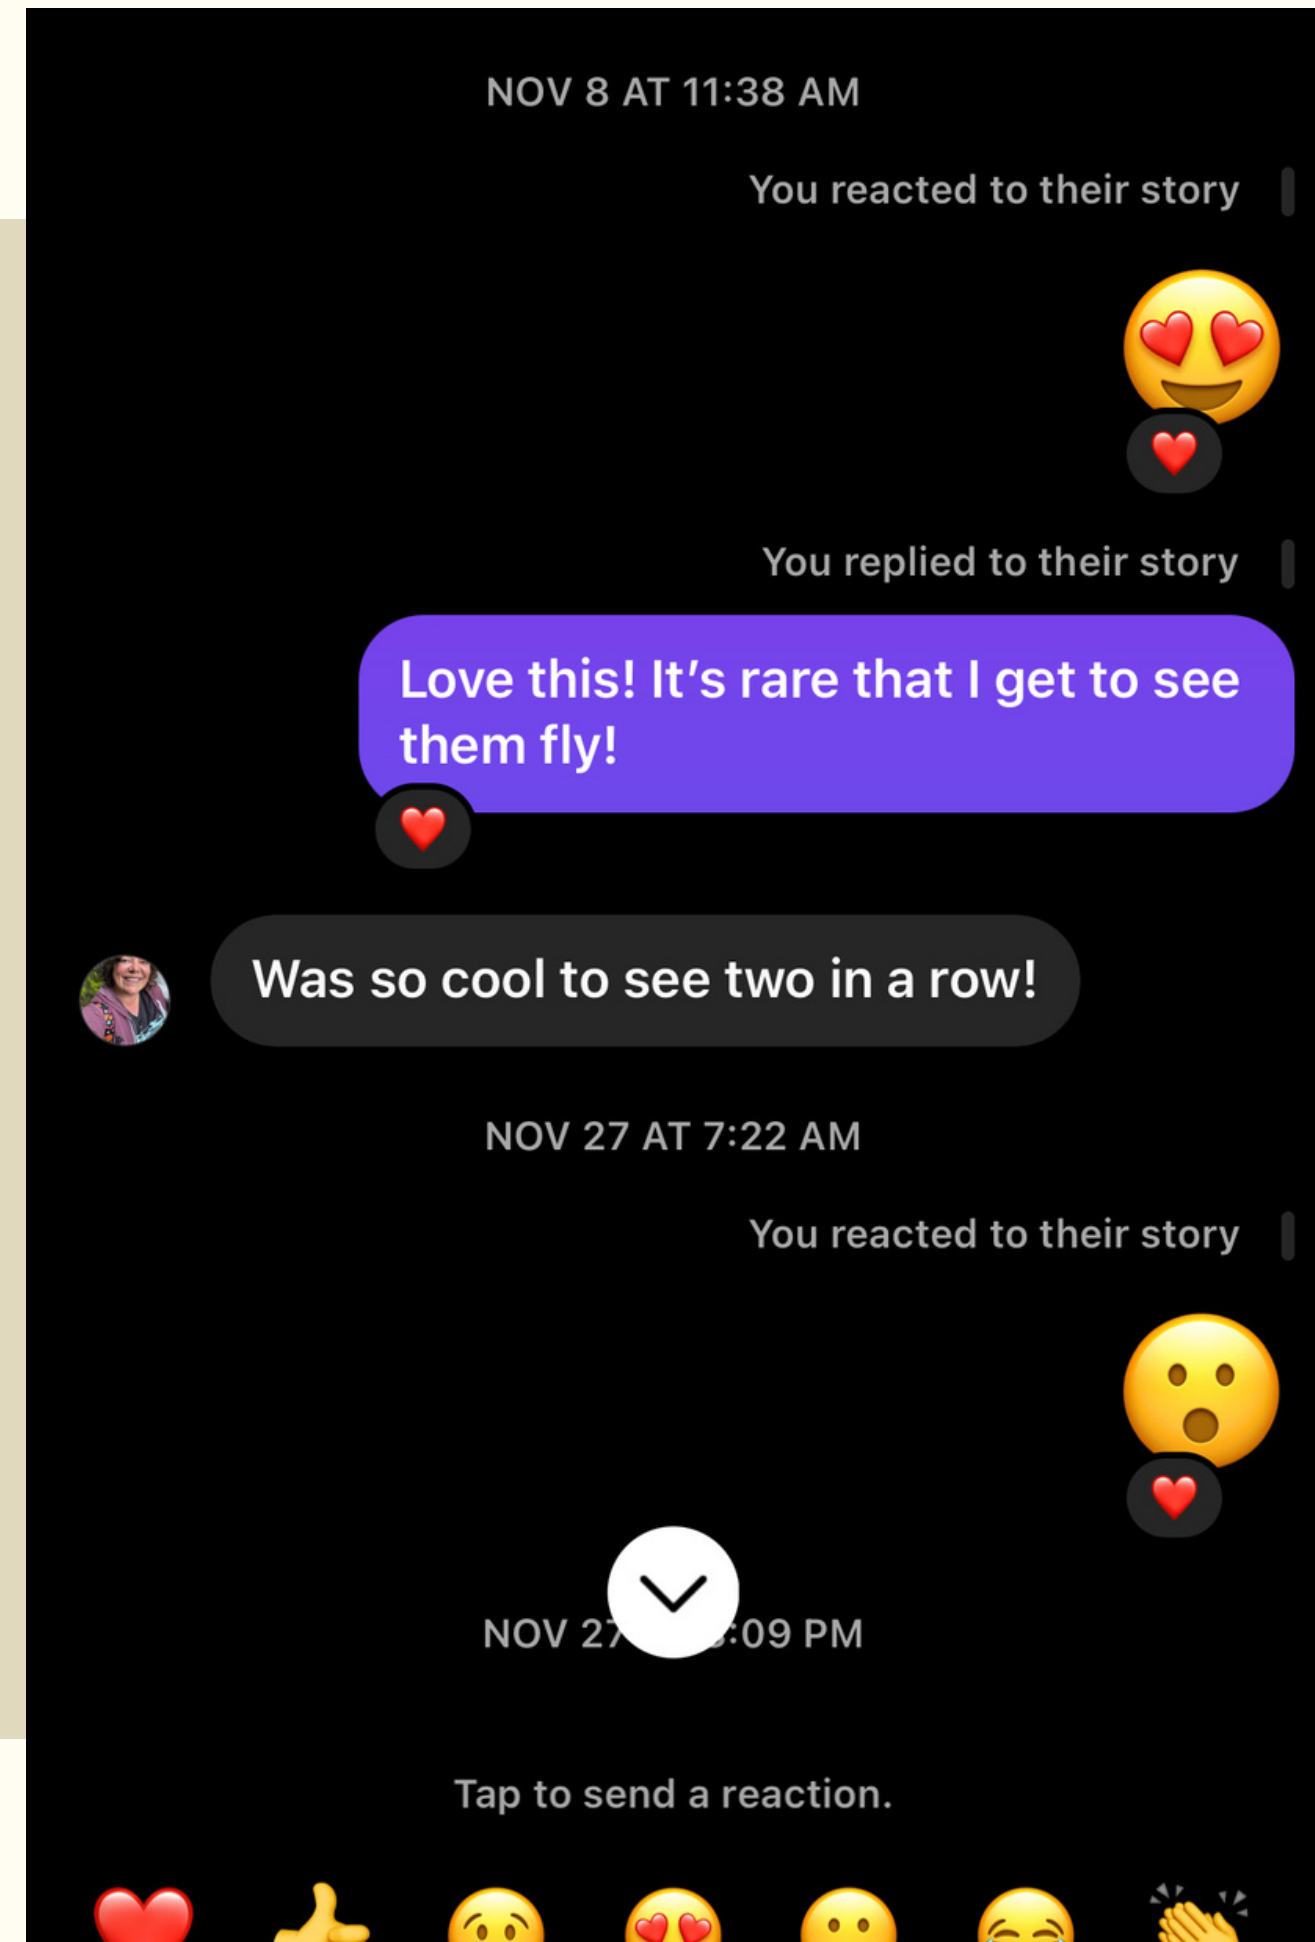 NOV 8 AT 11:38 AM
You reacted to their story
You replied to their story
Love this! It's rare that I get to see
them fly!
Was so cool to see two in a row!
NOV 27 AT 7:22 AM
You reacted to their story
NOV 27 :09 PM
Tap to send a reaction.